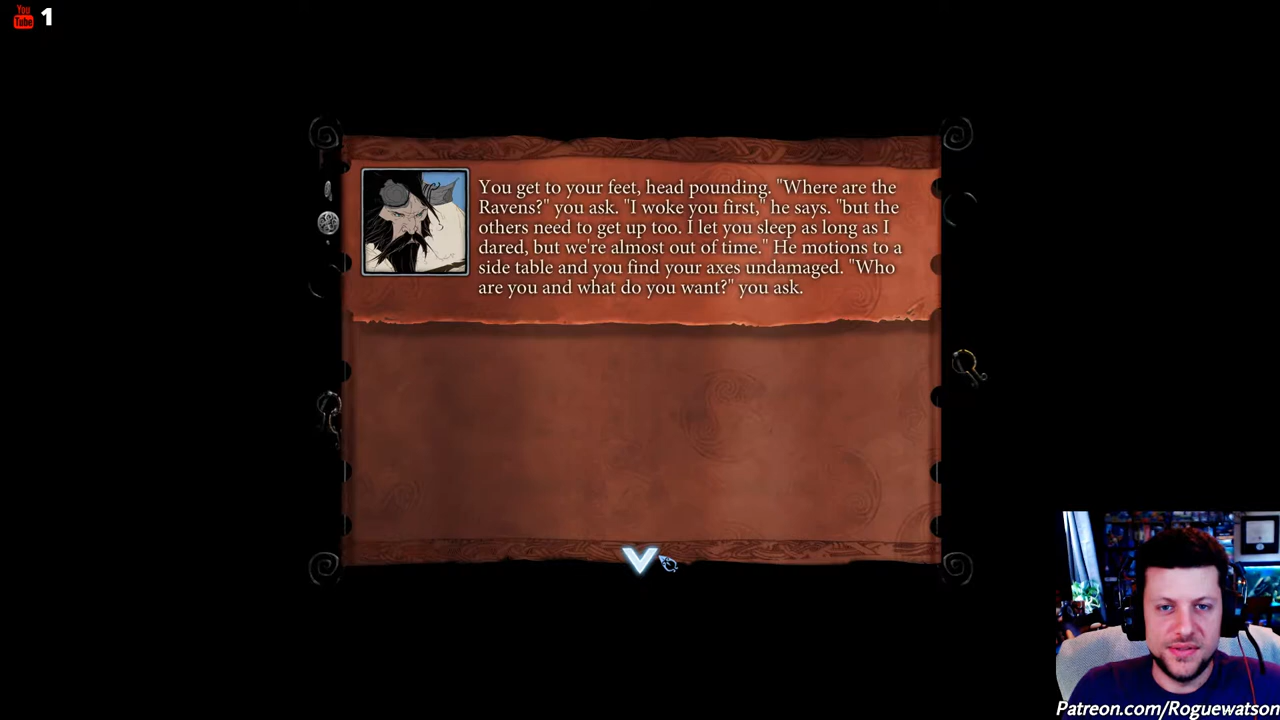 You
Tube
1
You get to your feet, head pounding. "Where are the
Ravens?" you ask. "I woke you first," he says. "but the
others need to get up too. I let you sleep as long as I
dared, but we're almost out of time." He motions to a
side table and you find your axes undamaged. "Who
are you and what do you want?" you ask.
Patreon.com/Roguewatson